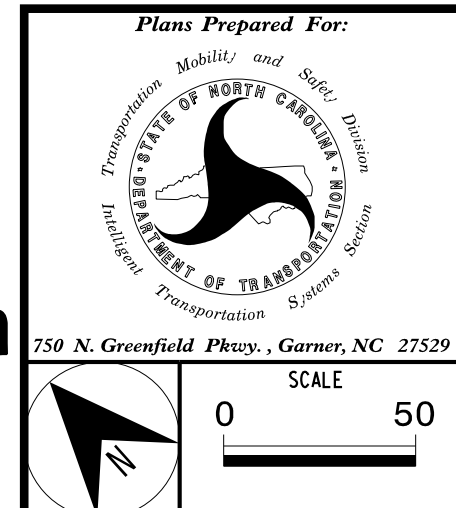 Plans Prepared For:
Transportation Mobility and Safety Division
STATE OF NORTH CAROLINA
DEPARTMENT OF TRANSPORTATION
Intelligent Transportation Systems Section
750 N. Greenfield Pkwy. , Garner, NC 27529
SCALE
0 50
N